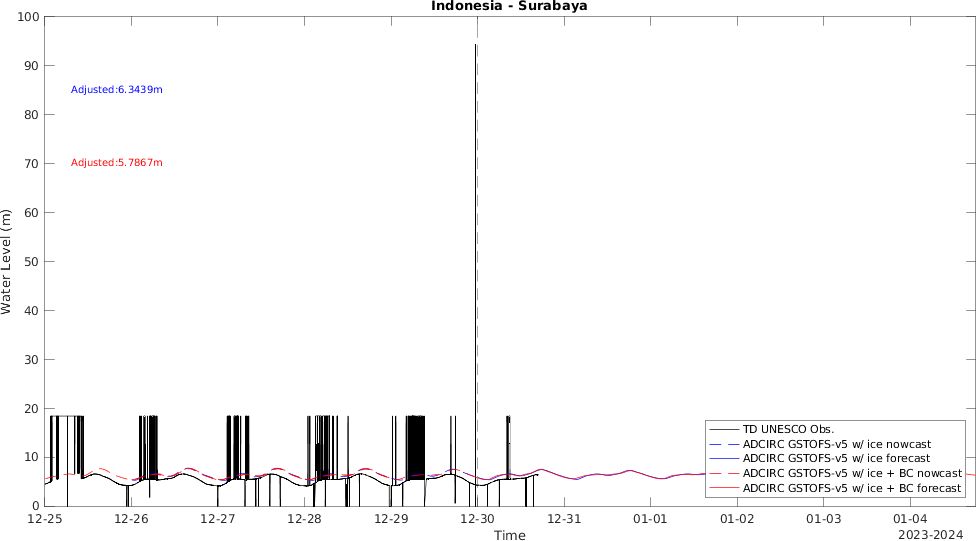 Indonesia - Surabaya
100
90
80
70
60
50
40
30
20
10
0
Water Level (m)
Adjusted:6.3439m
Adjusted:5.7867m
TD UNESCO Obs.
ADCIRC GSTOFS-v5 w/ ice nowcast
ADCIRC GSTOFS-v5 w/ ice forecast
ADCIRC GSTOFS-v5 w/ ice + BC nowcast
ADCIRC GSTOFS-v5 w/ ice + BC forecast
12-25 12-26 12-27 12-28 12-29 12-30 12-31 01-01 01-02 01-03 01-04
Time
2023-2024